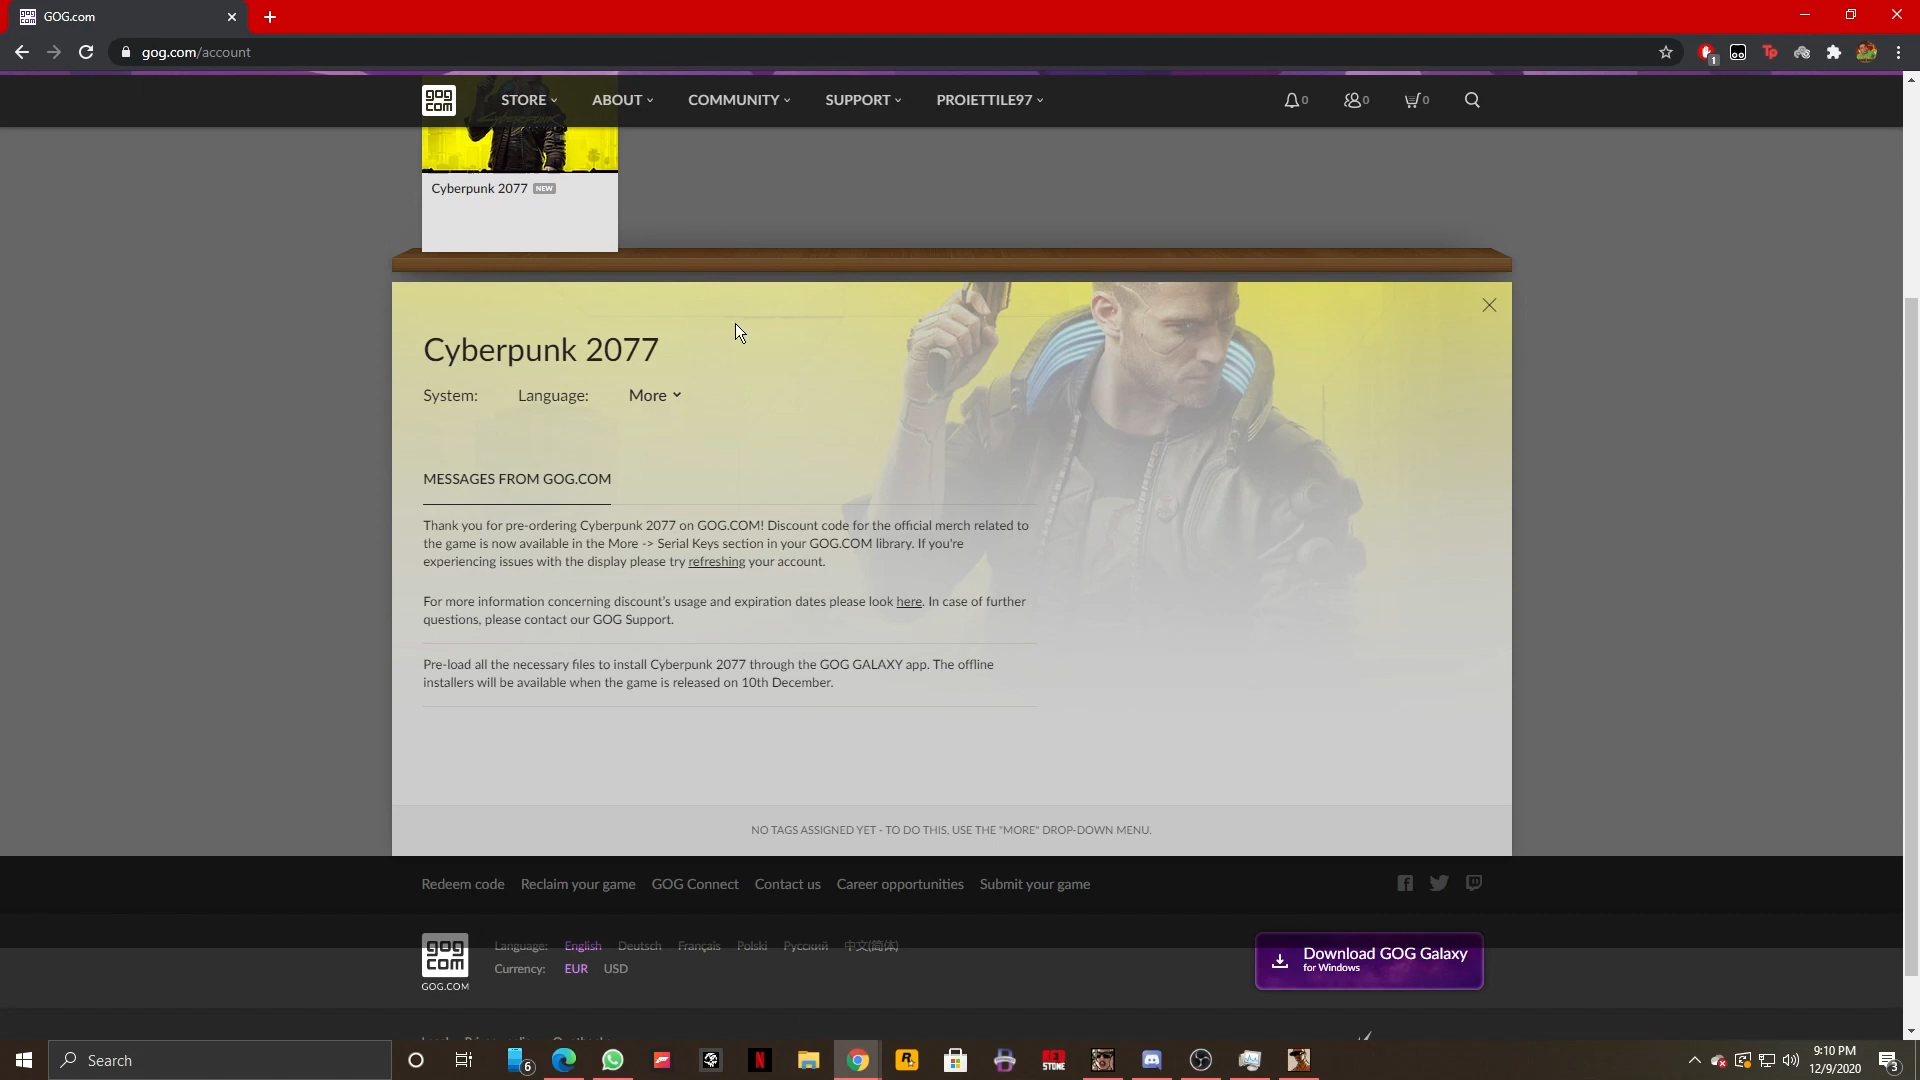 GOG.com
gog.com/account
1
gog com
STORE
ABOUT
COMMUNITY
SUPPORT
PROIETTILE97
0
0
0
Cyberpunk 2077 NEW
Cyberpunk 2077
System:
Language:
More
MESSAGES FROM GOG.COM
Thank you for pre-ordering Cyberpunk 2077 on GOG.COM! Discount code for the official merch related to
the game is now available in the More -> Serial Keys section in your GOG.COM library. If you're
experiencing issues with the display please try refreshing your account.
For more information concerning discount's usage and expiration dates please look here. In case of further
questions, please contact our GOG Support.
Pre-load all the necessary files to install Cyberpunk 2077 through the GOG GALAXY app. The offline
installers will be available when the game is released on 10th December.
NO TAGS ASSIGNED YET - TO DO THIS, USE THE "MORE" DROP-DOWN MENU.
Redeem code
Reclaim your game
GOG Connect
Contact us
Career opportunities
Submit your game
gog com
GOG.COM
Language: English Deutsch Français Polski Русский 中文(简体)
Currency: EUR USD
Download GOG Galaxy
for Windows
Search
6
9:10 PM
12/9/2020
3